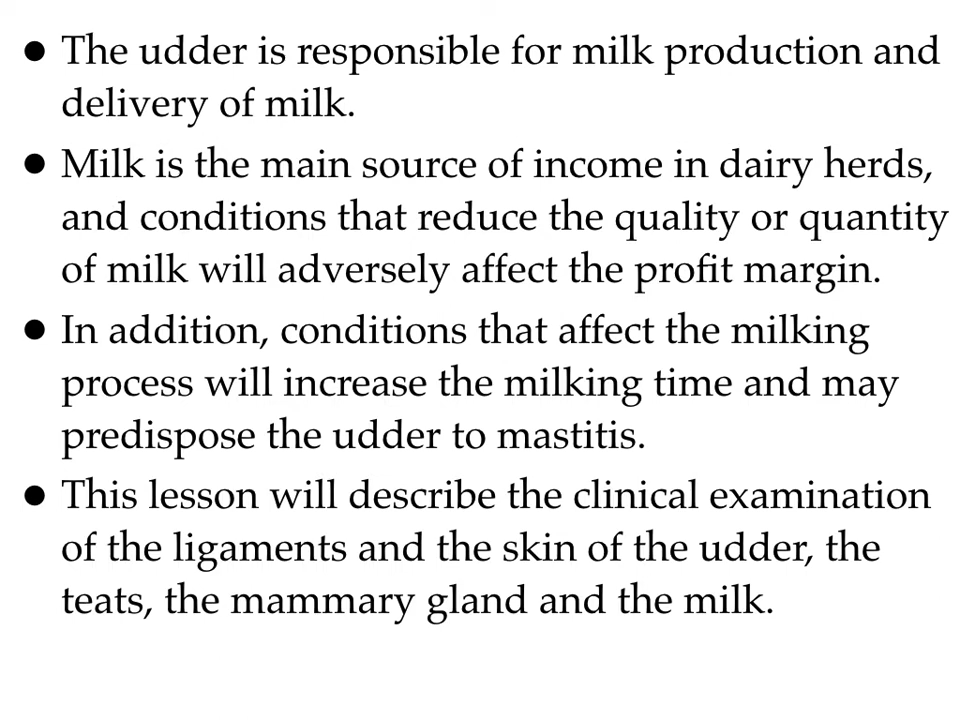 ● The udder is responsible for milk production and
delivery of milk.
● Milk is the main source of income in dairy herds,
and conditions that reduce the quality or quantity
of milk will adversely affect the profit margin.
● In addition, conditions that affect the milking
process will increase the milking time and may
predispose the udder to mastitis.
● This lesson will describe the clinical examination
of the ligaments and the skin of the udder, the
teats, the mammary gland and the milk.